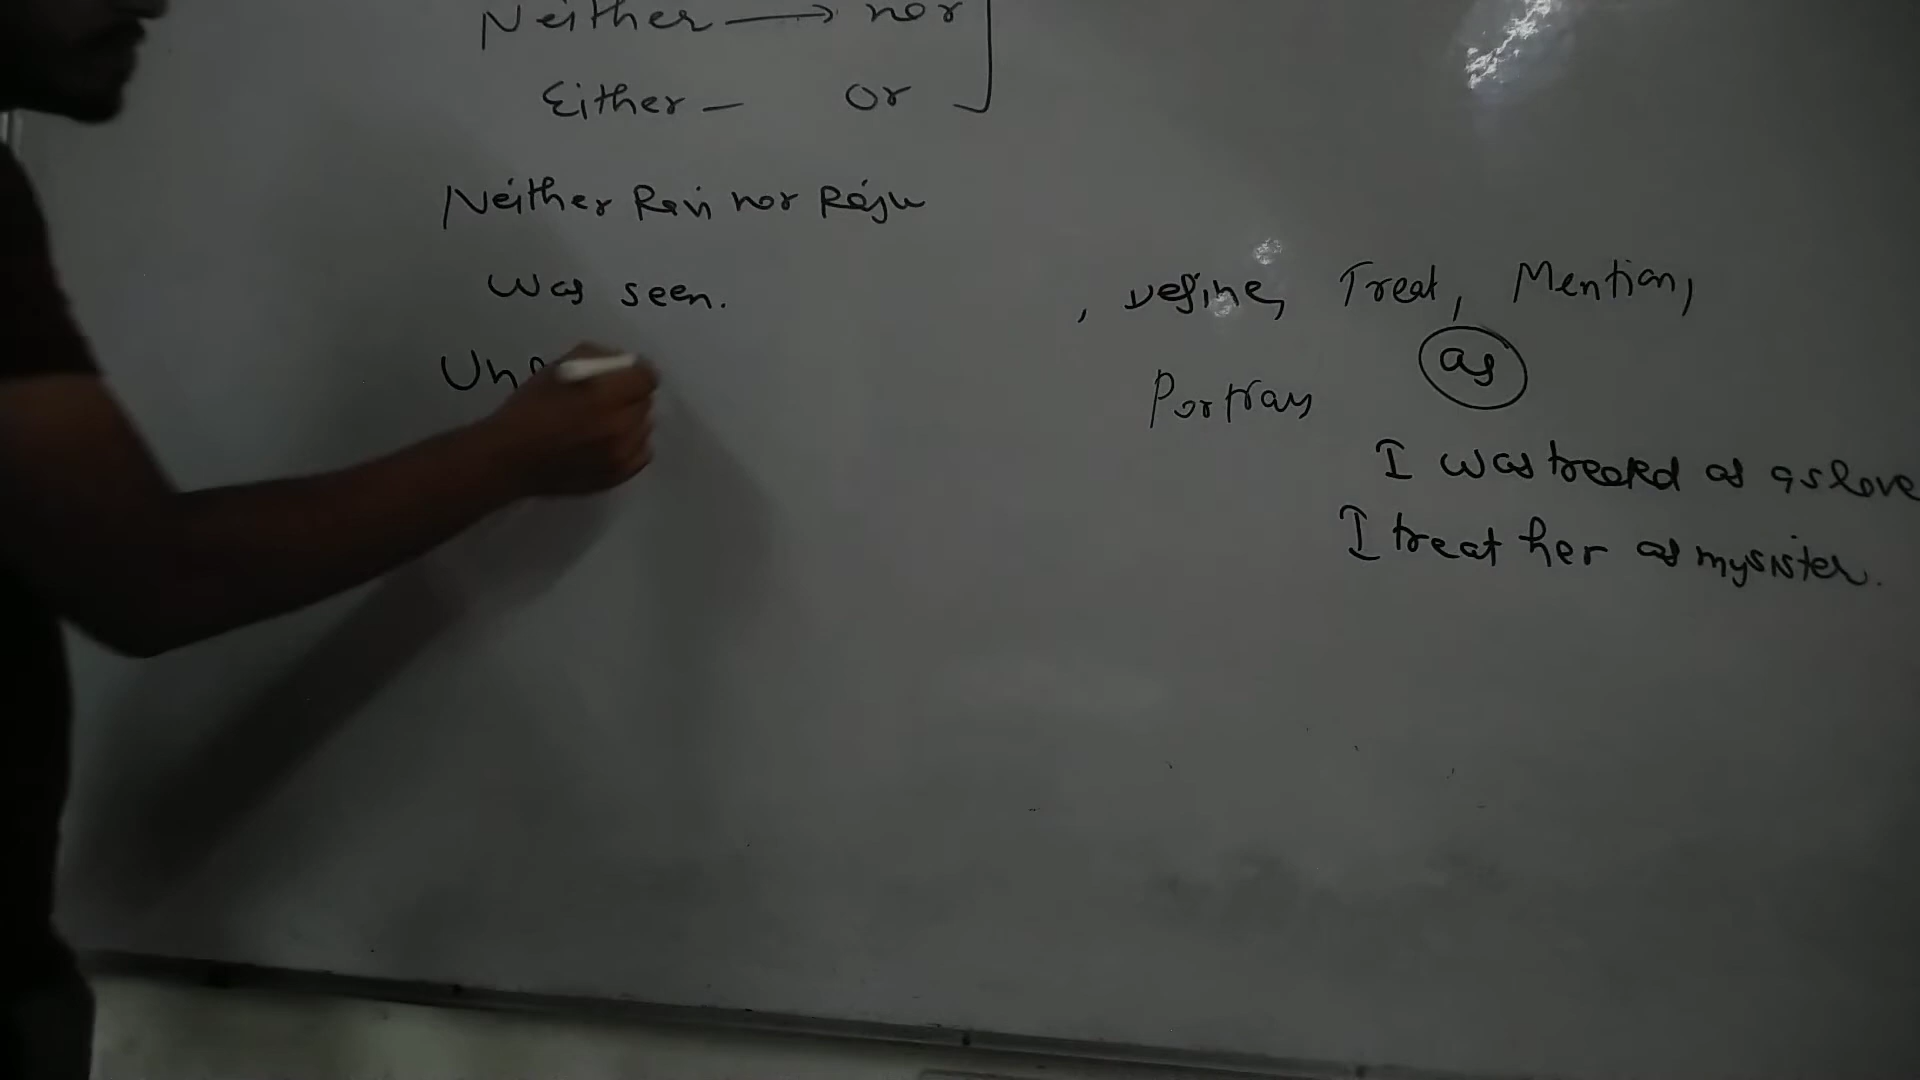 Neither → nor
Either — or
Neither Ravi nor Raju
was seen.
Un
, Define, Treat, Mention,
Portray
as
I was treated as a slave
I treat her as my sister.